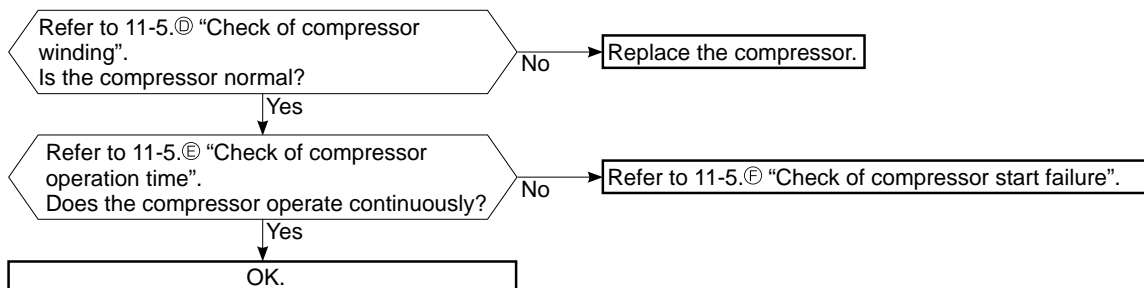 Refer to 11-5.Ⓓ “Check of compressor
winding”.
Is the compressor normal?
No
Replace the compressor.
Yes
Refer to 11-5.Ⓔ “Check of compressor
operation time”.
Does the compressor operate continuously?
No
Refer to 11-5.Ⓕ “Check of compressor start failure”.
Yes
OK.